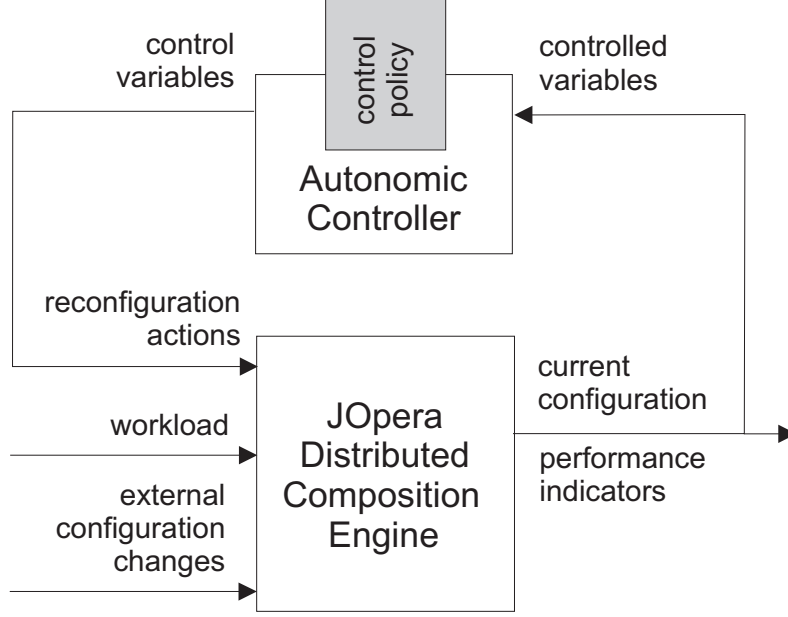 control
variables
control
policy
controlled
variables
Autonomic
Controller
reconfiguration
actions
workload
external
configuration
changes
JOpera
Distributed
Composition
Engine
current
configuration
performance
indicators